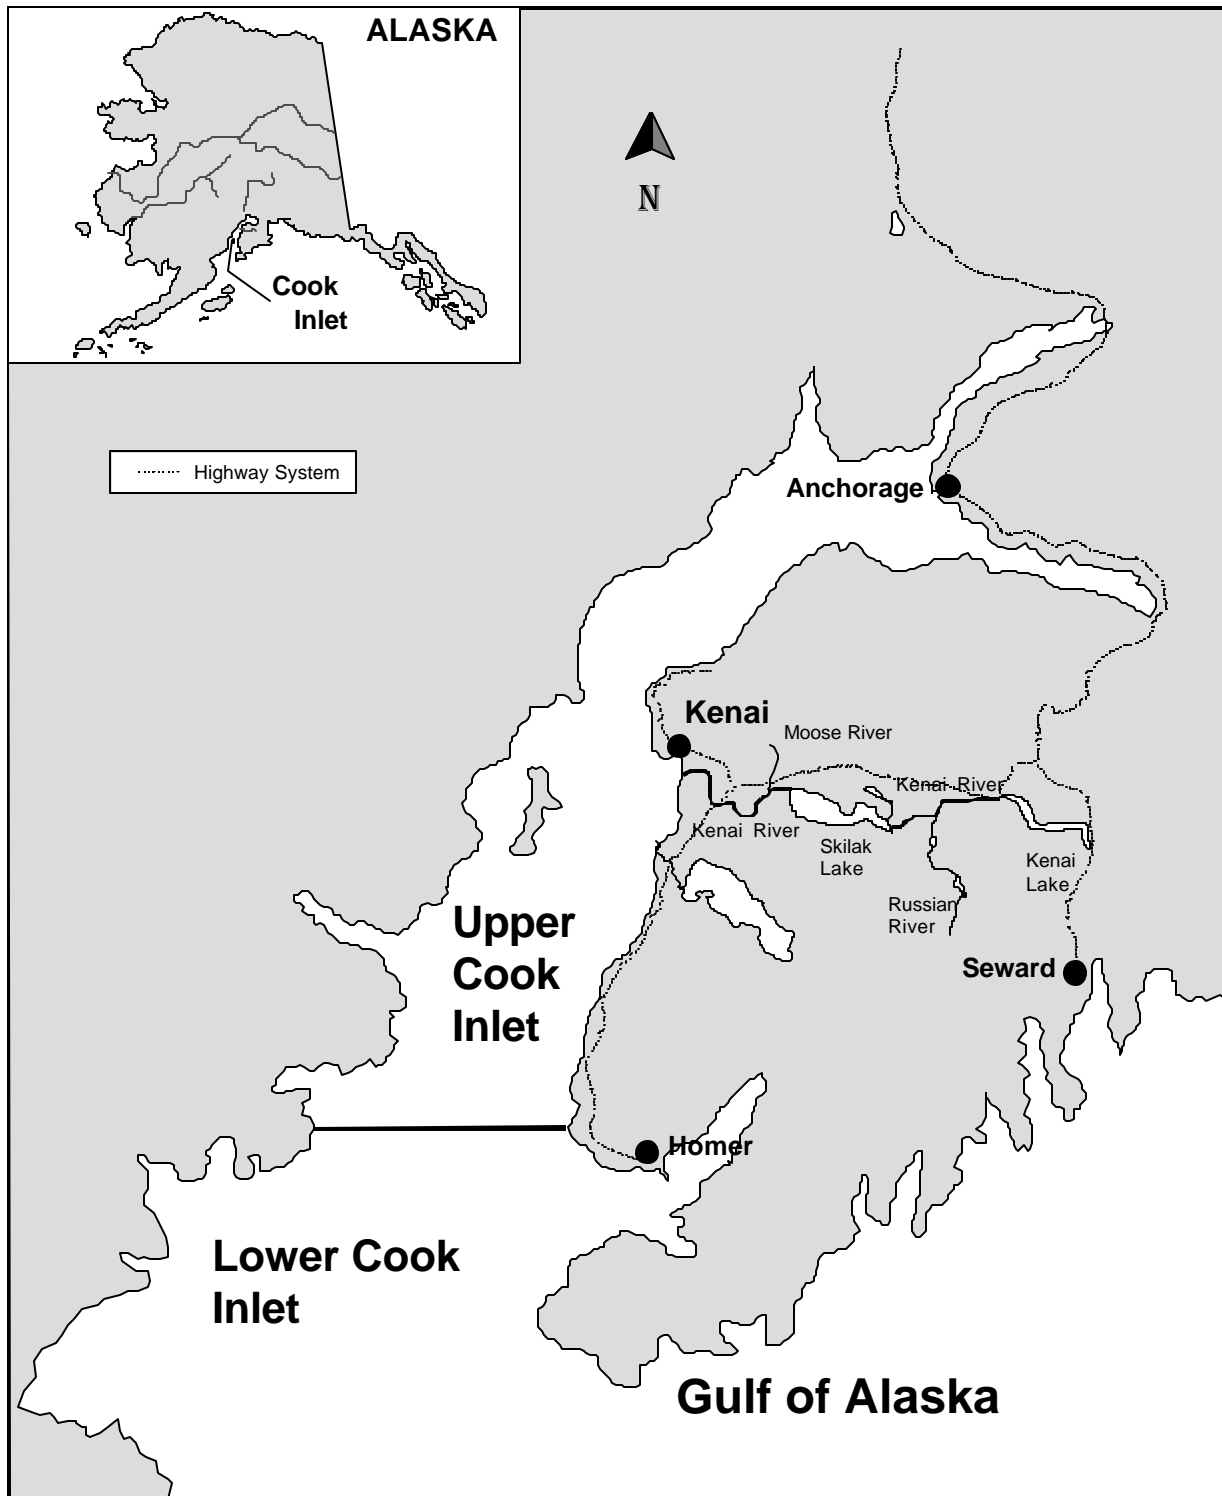 ALASKA
Cook
Inlet
N
Highway System
Anchorage
Kenai
Moose River
Kenai River
Kenai River
Skilak
Lake
Kenai
Lake
Russian
River
Upper
Cook
Inlet
Seward
Homer
Lower Cook
Inlet
Gulf of Alaska